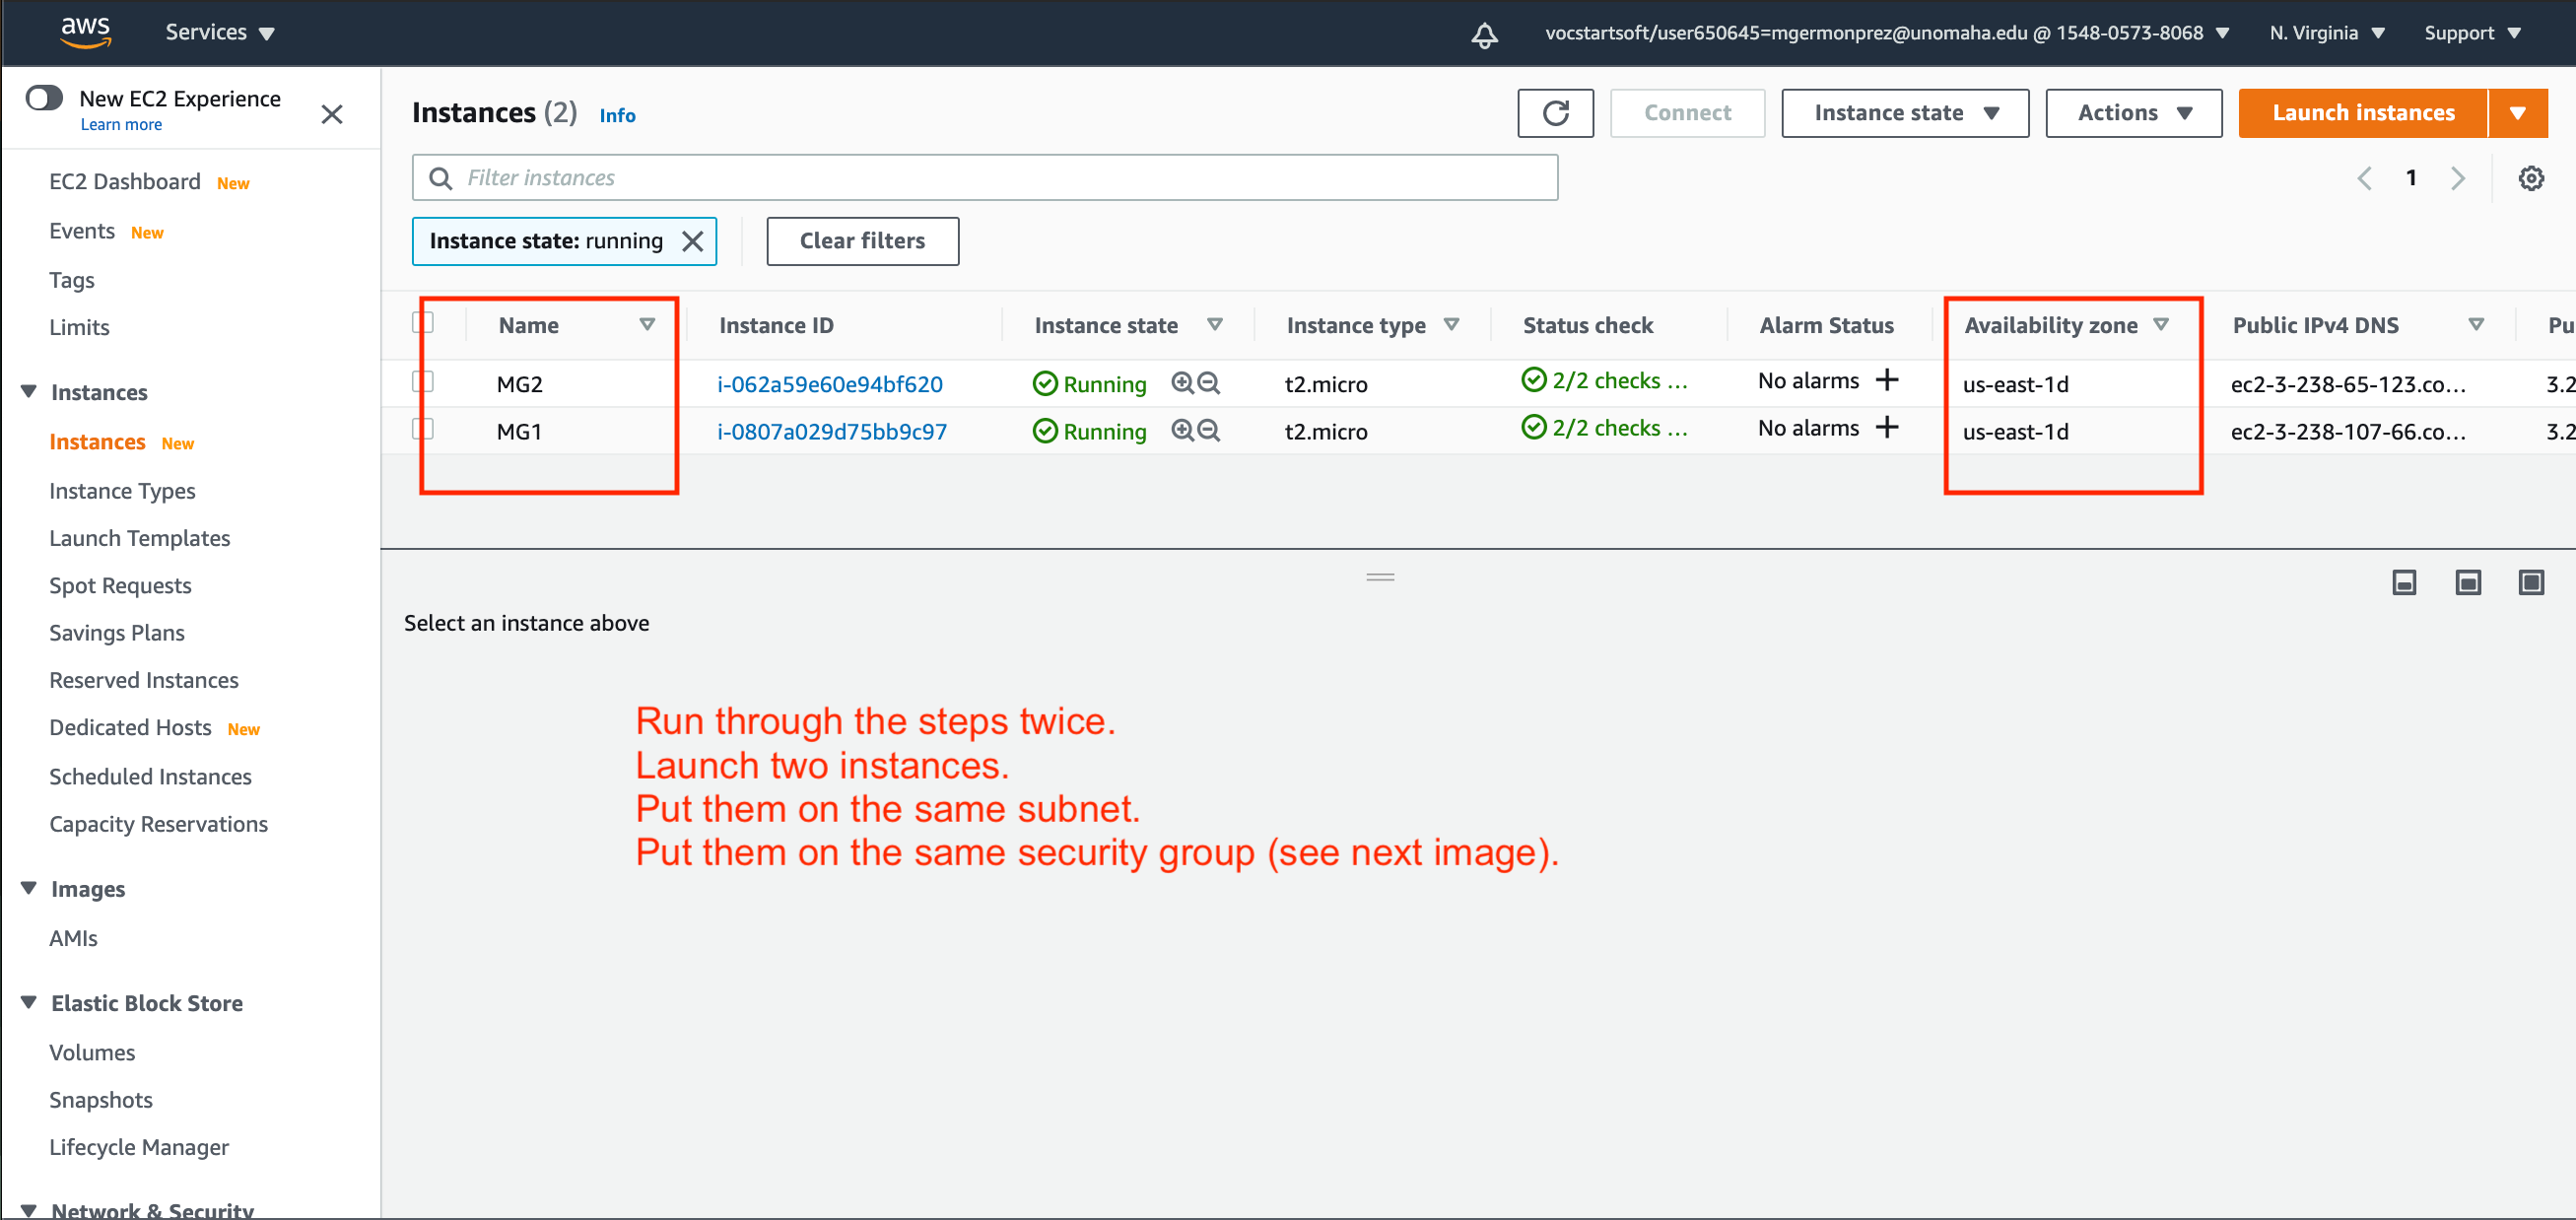 aws Services vocstartsoft/user650645=mgermonprez@unomaha.edu @ 1548-0573-8068 N. Virginia Support
New EC2 Experience
Learn more
EC2 Dashboard New
Events New
Tags
Limits
Instances
Instances New
Instance Types
Launch Templates
Spot Requests
Savings Plans
Reserved Instances
Dedicated Hosts New
Scheduled Instances
Capacity Reservations
Images
AMIs
Elastic Block Store
Volumes
Snapshots
Lifecycle Manager
Network & Security
Instances (2) Info Connect Instance state Actions Launch instances
Filter instances 1
Instance state: running Clear filters
Name Instance ID Instance state Instance type Status check Alarm Status Availability zone Public IPv4 DNS Pu
MG2 i-062a59e60e94bf620 Running t2.micro 2/2 checks ... No alarms + us-east-1d ec2-3-238-65-123.co... 3.2
MG1 i-0807a029d75bb9c97 Running t2.micro 2/2 checks ... No alarms + us-east-1d ec2-3-238-107-66.co... 3.2
Select an instance above
Run through the steps twice.
Launch two instances.
Put them on the same subnet.
Put them on the same security group (see next image).